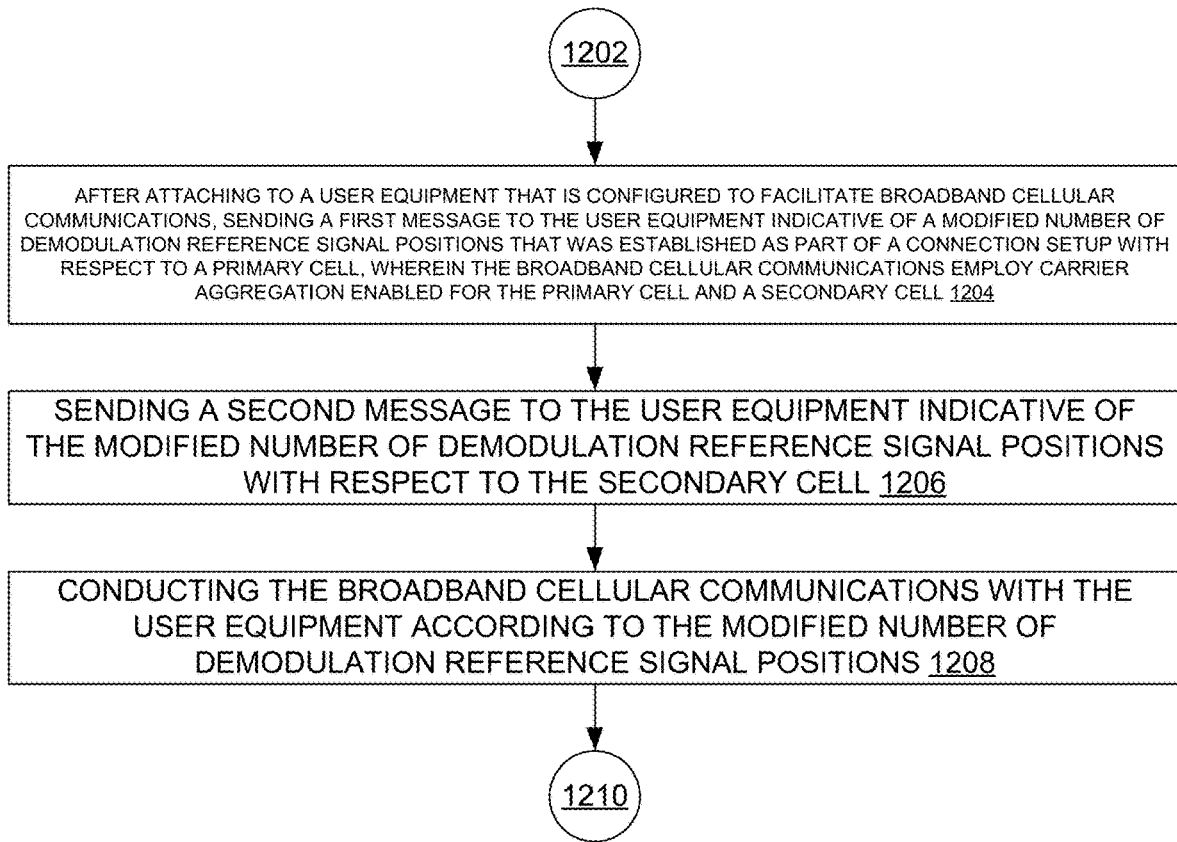 1202
AFTER ATTACHING TO A USER EQUIPMENT THAT IS CONFIGURED TO FACILITATE BROADBAND CELLULAR
COMMUNICATIONS, SENDING A FIRST MESSAGE TO THE USER EQUIPMENT INDICATIVE OF A MODIFIED NUMBER OF
DEMODULATION REFERENCE SIGNAL POSITIONS THAT WAS ESTABLISHED AS PART OF A CONNECTION SETUP WITH
RESPECT TO A PRIMARY CELL, WHEREIN THE BROADBAND CELLULAR COMMUNICATIONS EMPLOY CARRIER
AGGREGATION ENABLED FOR THE PRIMARY CELL AND A SECONDARY CELL 1204
SENDING A SECOND MESSAGE TO THE USER EQUIPMENT INDICATIVE OF
THE MODIFIED NUMBER OF DEMODULATION REFERENCE SIGNAL POSITIONS
WITH RESPECT TO THE SECONDARY CELL 1206
CONDUCTING THE BROADBAND CELLULAR COMMUNICATIONS WITH THE
USER EQUIPMENT ACCORDING TO THE MODIFIED NUMBER OF
DEMODULATION REFERENCE SIGNAL POSITIONS 1208
1210